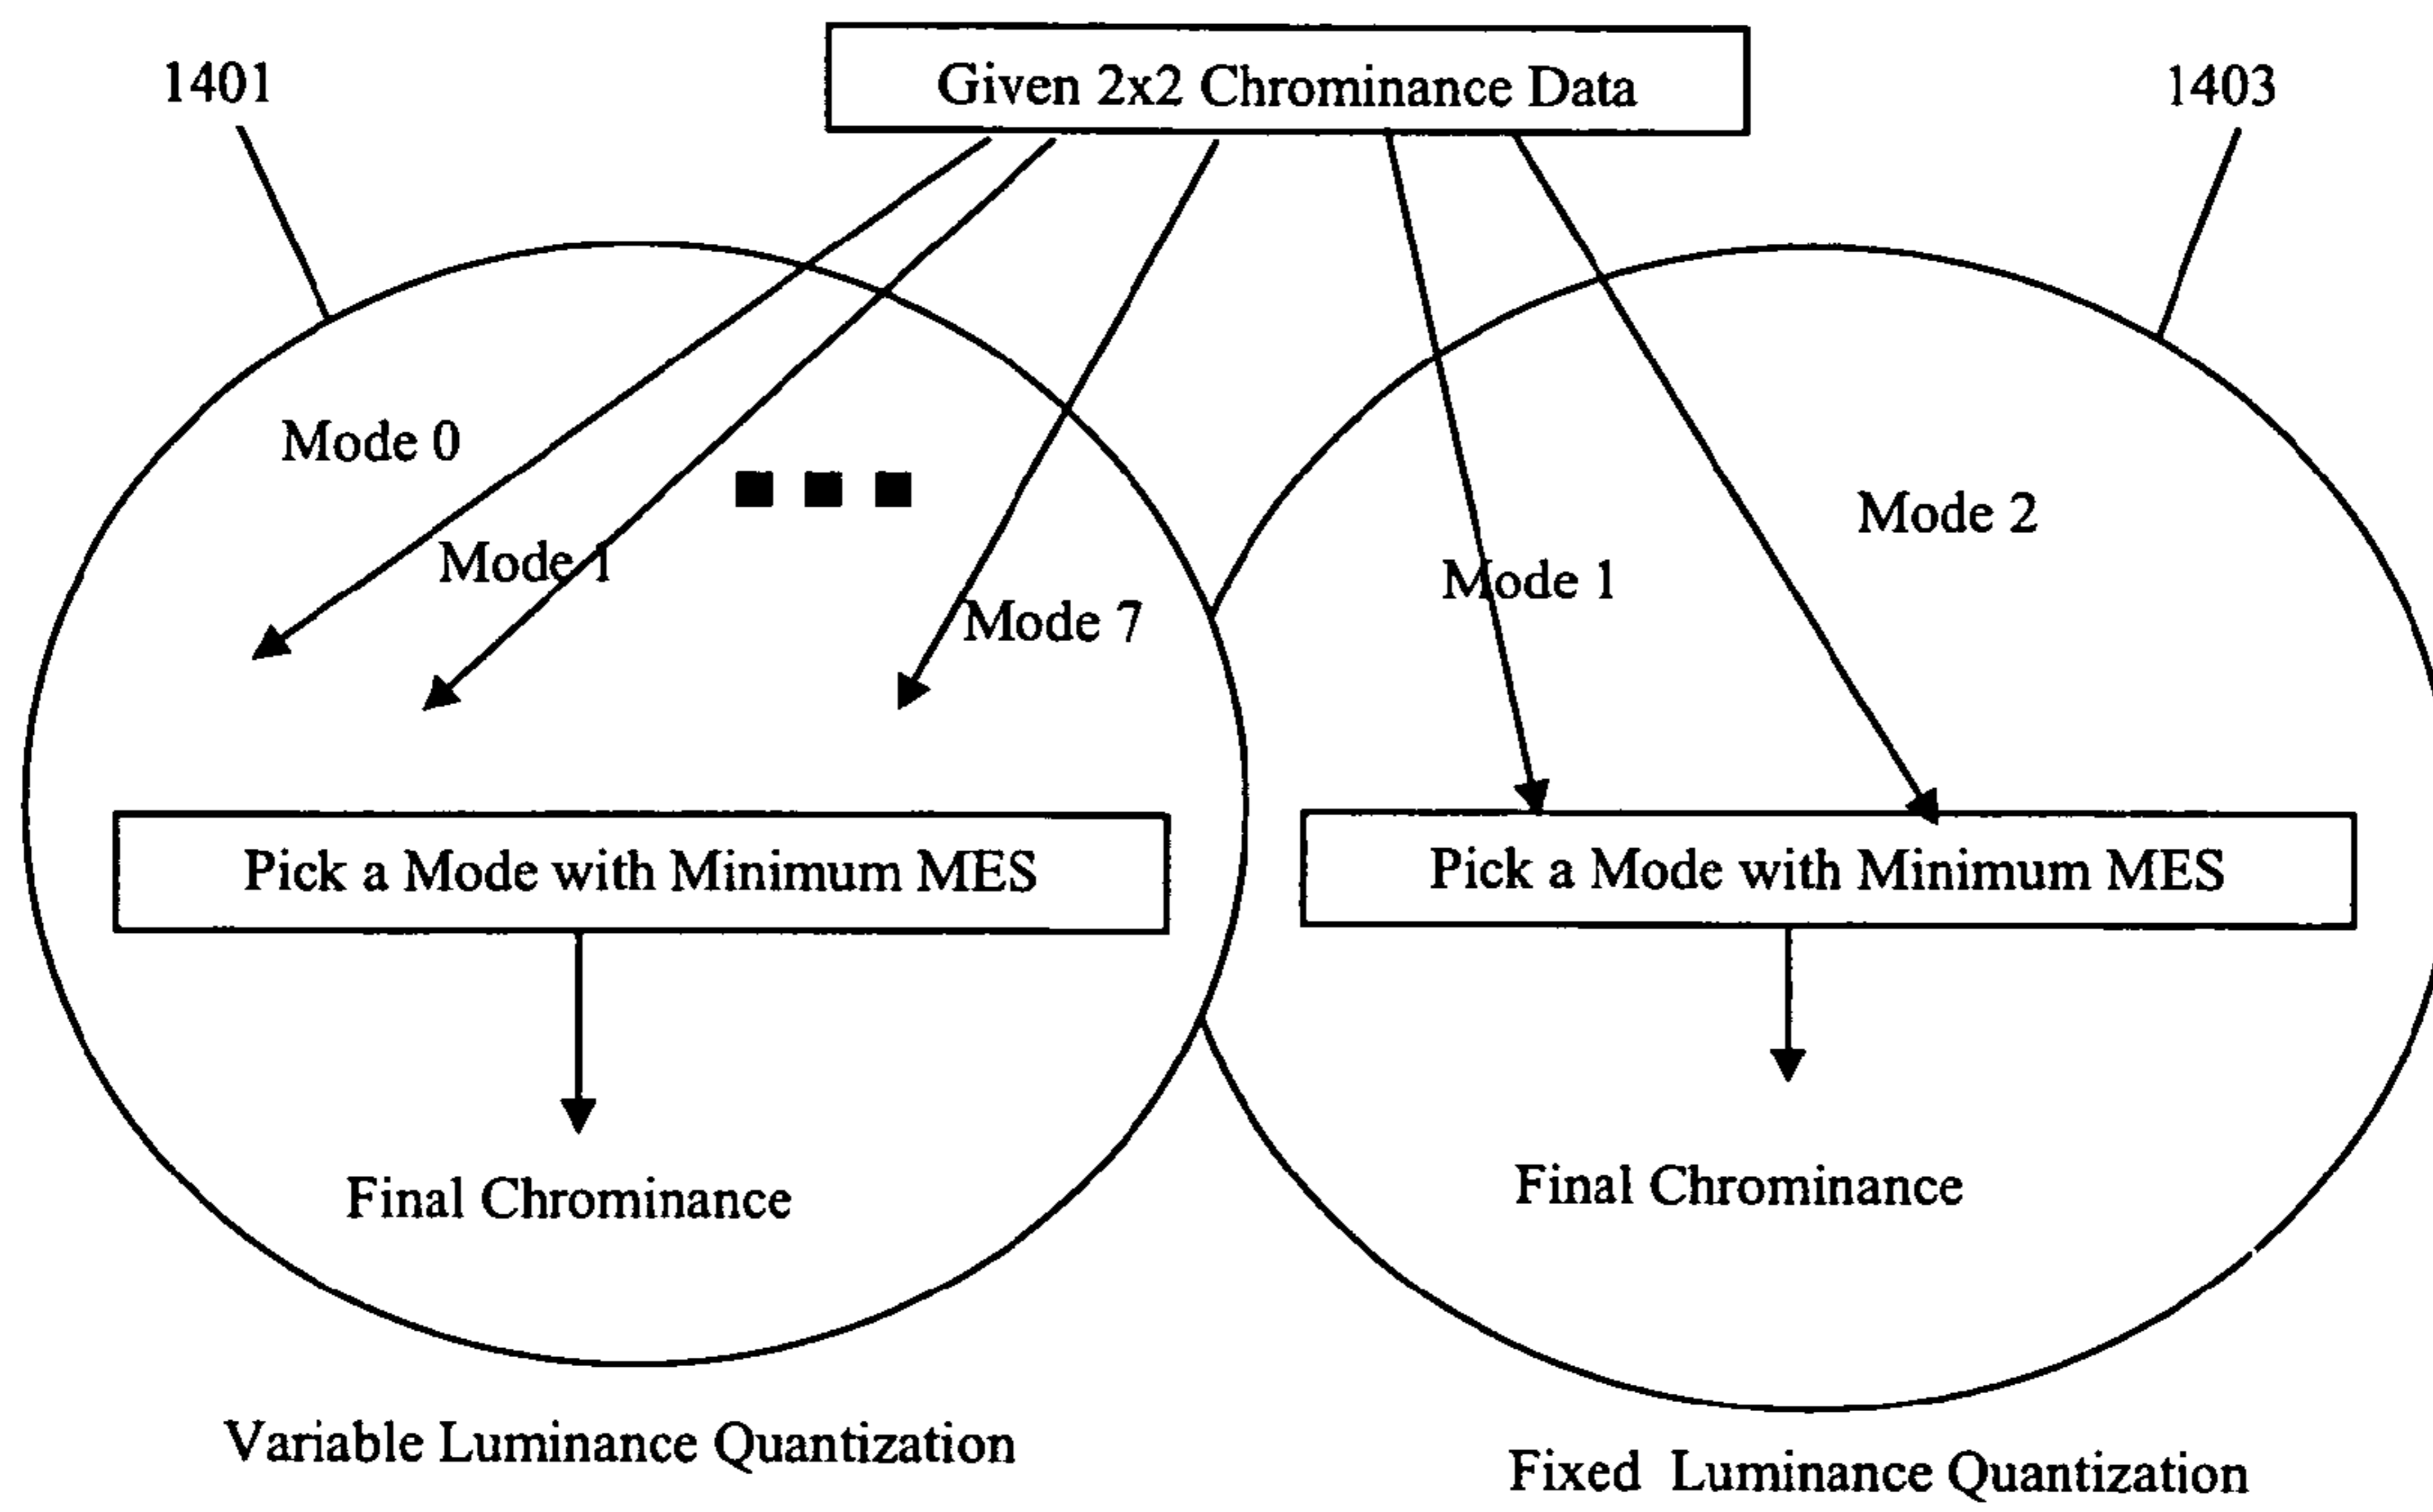 Given 2x2 Chrominance Data
1401
1403
Mode 0
Mode 1
Mode 7
Mode 1
Mode 2
Pick a Mode with Minimum MES
Pick a Mode with Minimum MES
Final Chrominance
Final Chrominance
Variable Luminance Quantization
Fixed Luminance Quantization